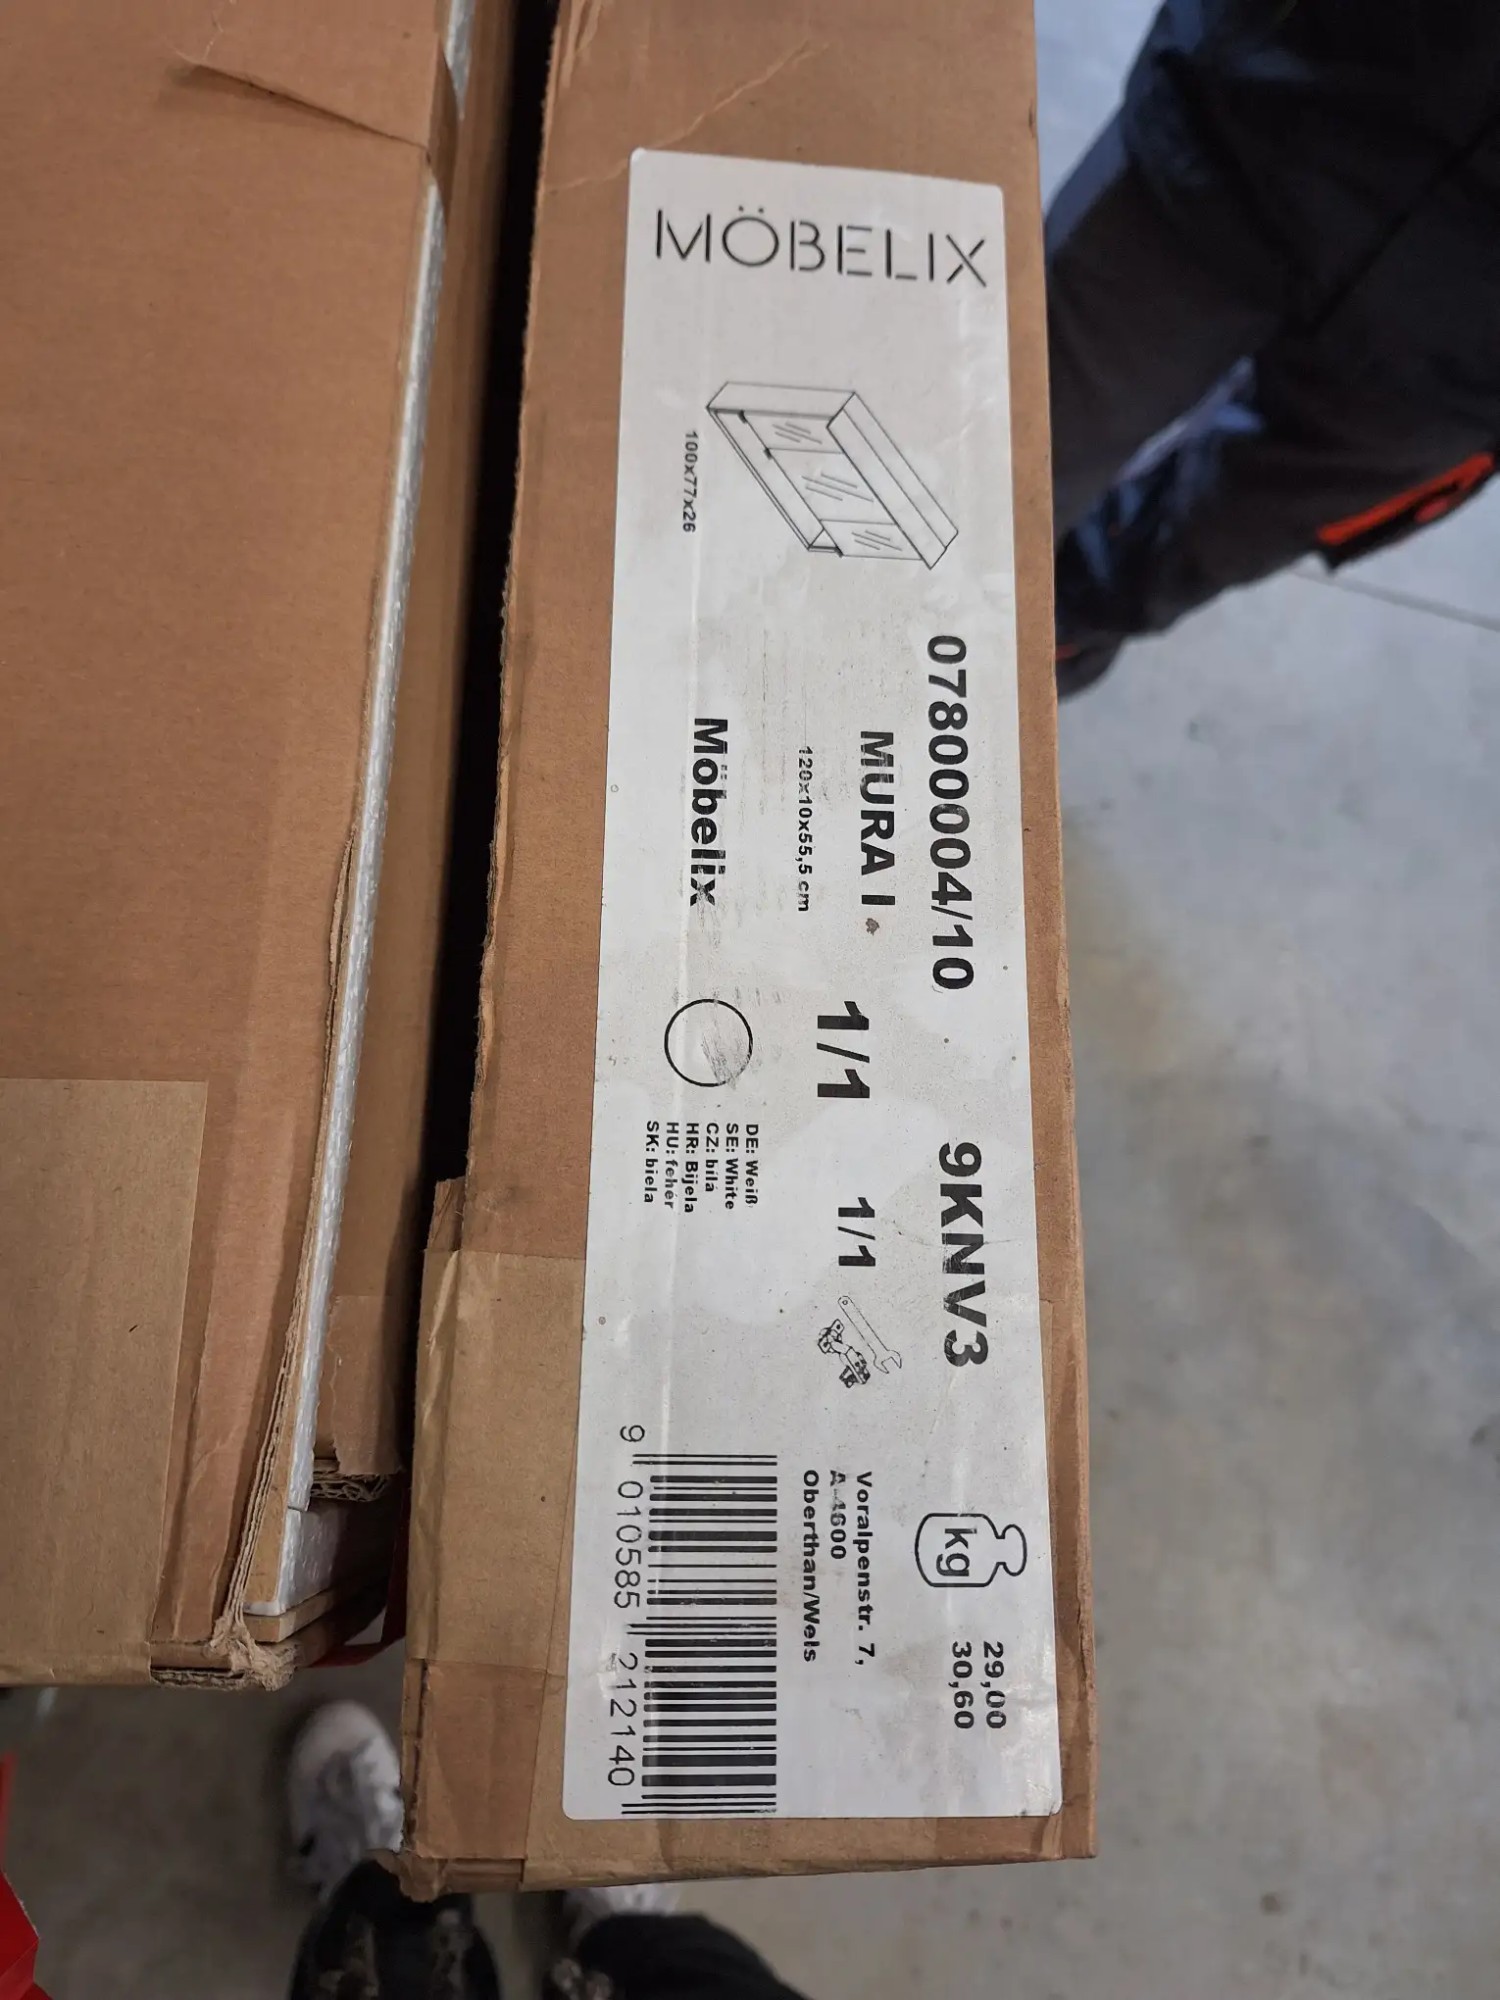 MÖBELIX
100x77x26
07800004/10
9KNV3
kg
29,00
30,60
MURA I
1/1
1/1
120x10x55,5 cm
Möbelix
DE: Weiß
SE: White
CZ: bílá
HR: Bijela
HU: fehér
SK: biela
Voralpenstr. 7,
A-4600
Oberthan/Wels
9 010585 212140